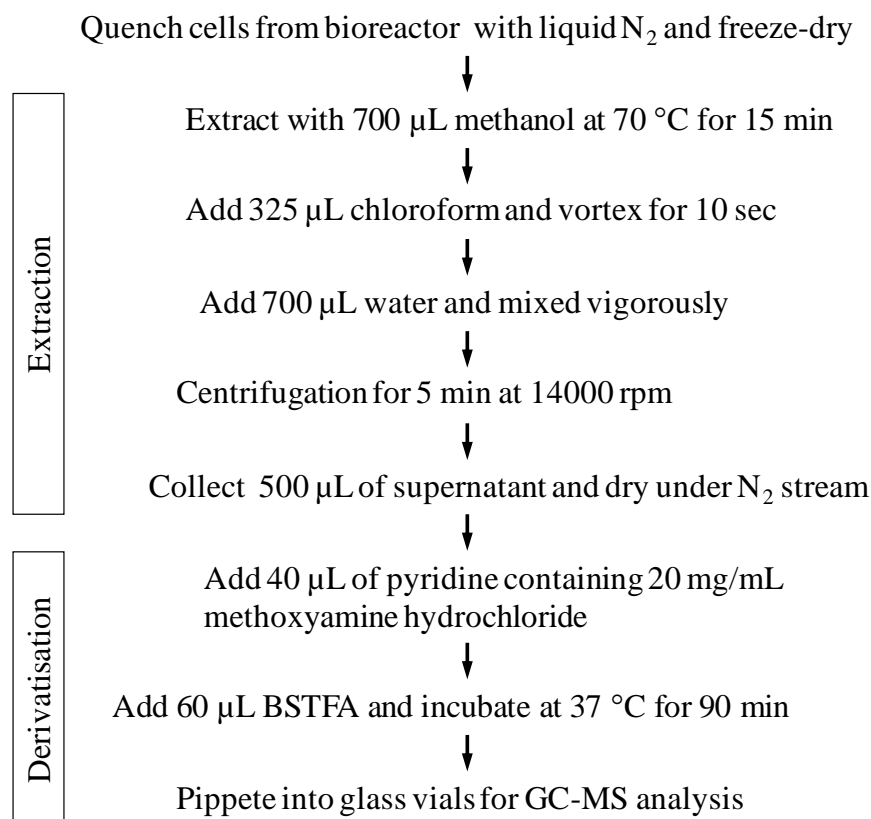 Quench cells from bioreactor with liquid N₂ and freeze-dry
Extraction
Extract with 700 µL methanol at 70 °C for 15 min
Add 325 µL chloroform and vortex for 10 sec
Add 700 µL water and mixed vigorously
Centrifugation for 5 min at 14000 rpm
Collect 500 µL of supernatant and dry under N₂ stream
Derivatisation
Add 40 µL of pyridine containing 20 mg/mL
methoxyamine hydrochloride
Add 60 µL BSTFA and incubate at 37 °C for 90 min
Pippete into glass vials for GC-MS analysis